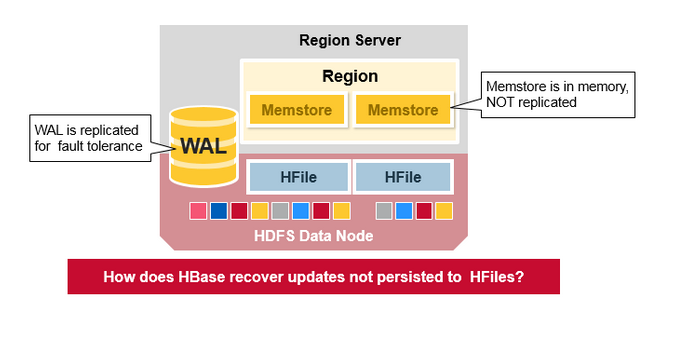 Region Server
Region
Memstore
Memstore
Memstore is in memory,
NOT replicated
WAL is replicated
for fault tolerance
WAL
HFile
HFile
HDFS Data Node
How does HBase recover updates not persisted to HFiles?